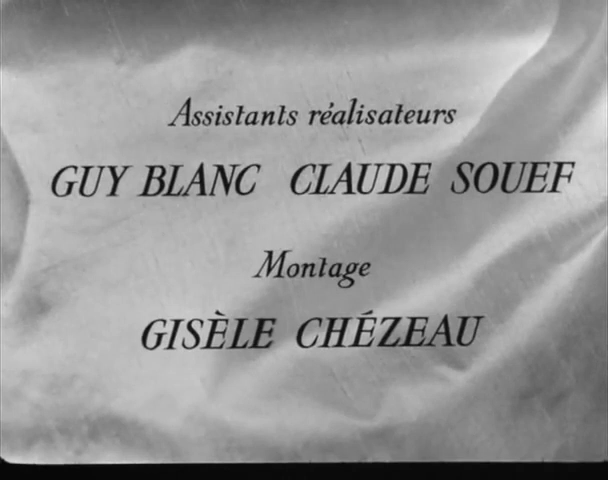 Assistants réalisateurs
GUY BLANC CLAUDE SOUEF
Montage
GISÈLE CHÉZEAU